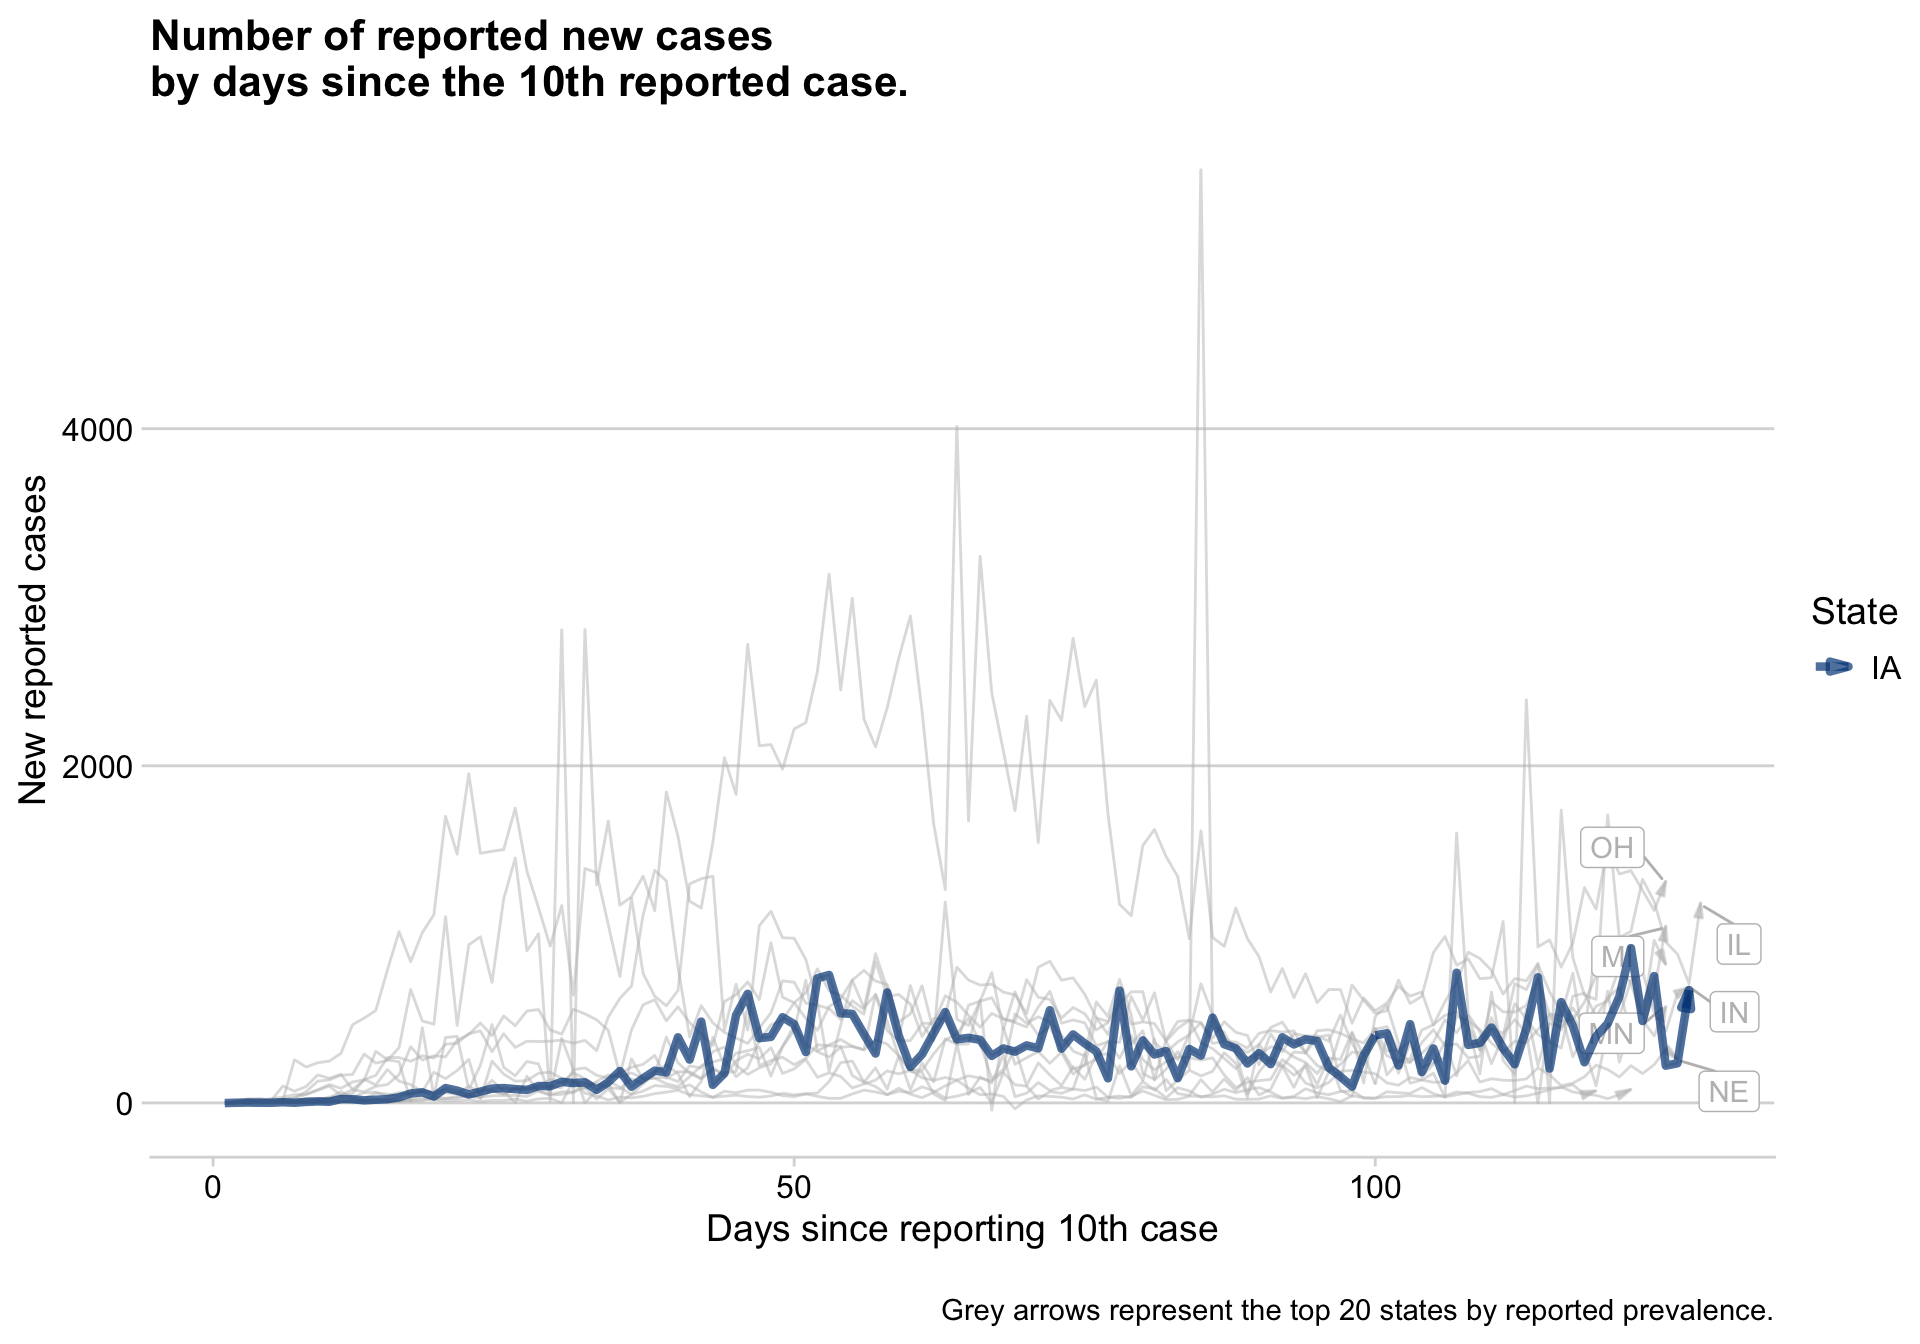 Number of reported new cases
by days since the 10th reported case.
New reported cases
4000
2000
0
0
50
100
Days since reporting 10th case
OH
IL
MI
IN
MN
NE
State
IA
Grey arrows represent the top 20 states by reported prevalence.